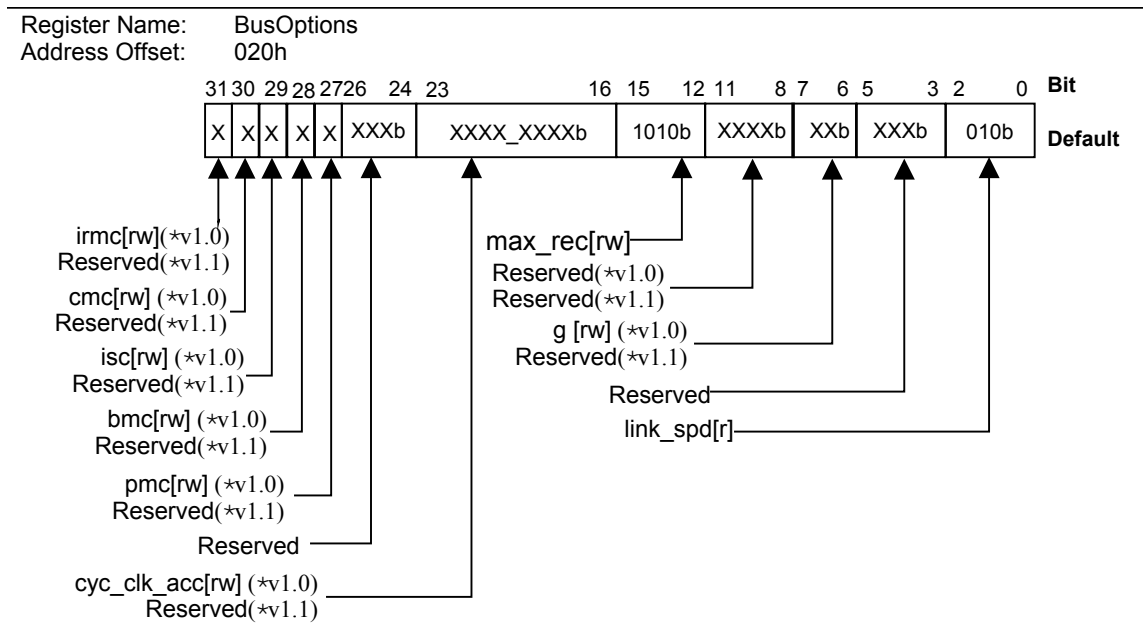 Register Name: BusOptions
Address Offset: 020h
31 30 29 28 27 26 24 23 16 15 12 11 8 7 6 5 3 2 0 Bit
X X X X X XXXb XXXX_XXXXb 1010b XXXXb XXb XXXb 010b Default
irmc[rw](*v1.0)
Reserved(*v1.1)
cmc[rw] (*v1.0)
Reserved(*v1.1)
isc[rw] (*v1.0)
Reserved(*v1.1)
bmc[rw] (*v1.0)
Reserved(*v1.1)
pmc[rw] (*v1.0)
Reserved(*v1.1)
Reserved
cyc_clk_acc[rw] (*v1.0)
Reserved(*v1.1)
max_rec[rw]
Reserved(*v1.0)
Reserved(*v1.1)
g [rw] (*v1.0)
Reserved(*v1.1)
Reserved
link_spd[r]